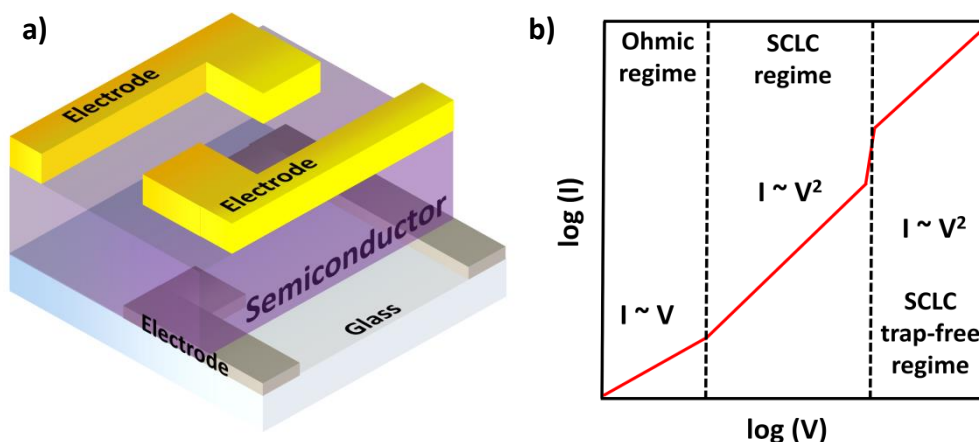 a)
Electrode
Electrode
Semiconductor
Electrode
Glass
b)
Ohmic
regime
SCLC
regime
I ~ V
I ~ V²
I ~ V²
SCLC
trap-free
regime
log (I)
log (V)